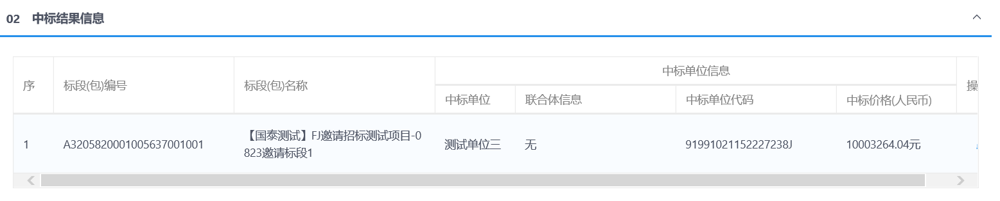 02 中标结果信息
序 标段(包)编号 标段(包)名称 中标单位信息 操
中标单位 联合体信息 中标单位代码 中标价格(人民币)
1 A3205820001005637001001 【国泰测试】FJ邀请招标测试项目-0 测试单位三 无 91991021152227238J 10003264.04元
823邀请标段1